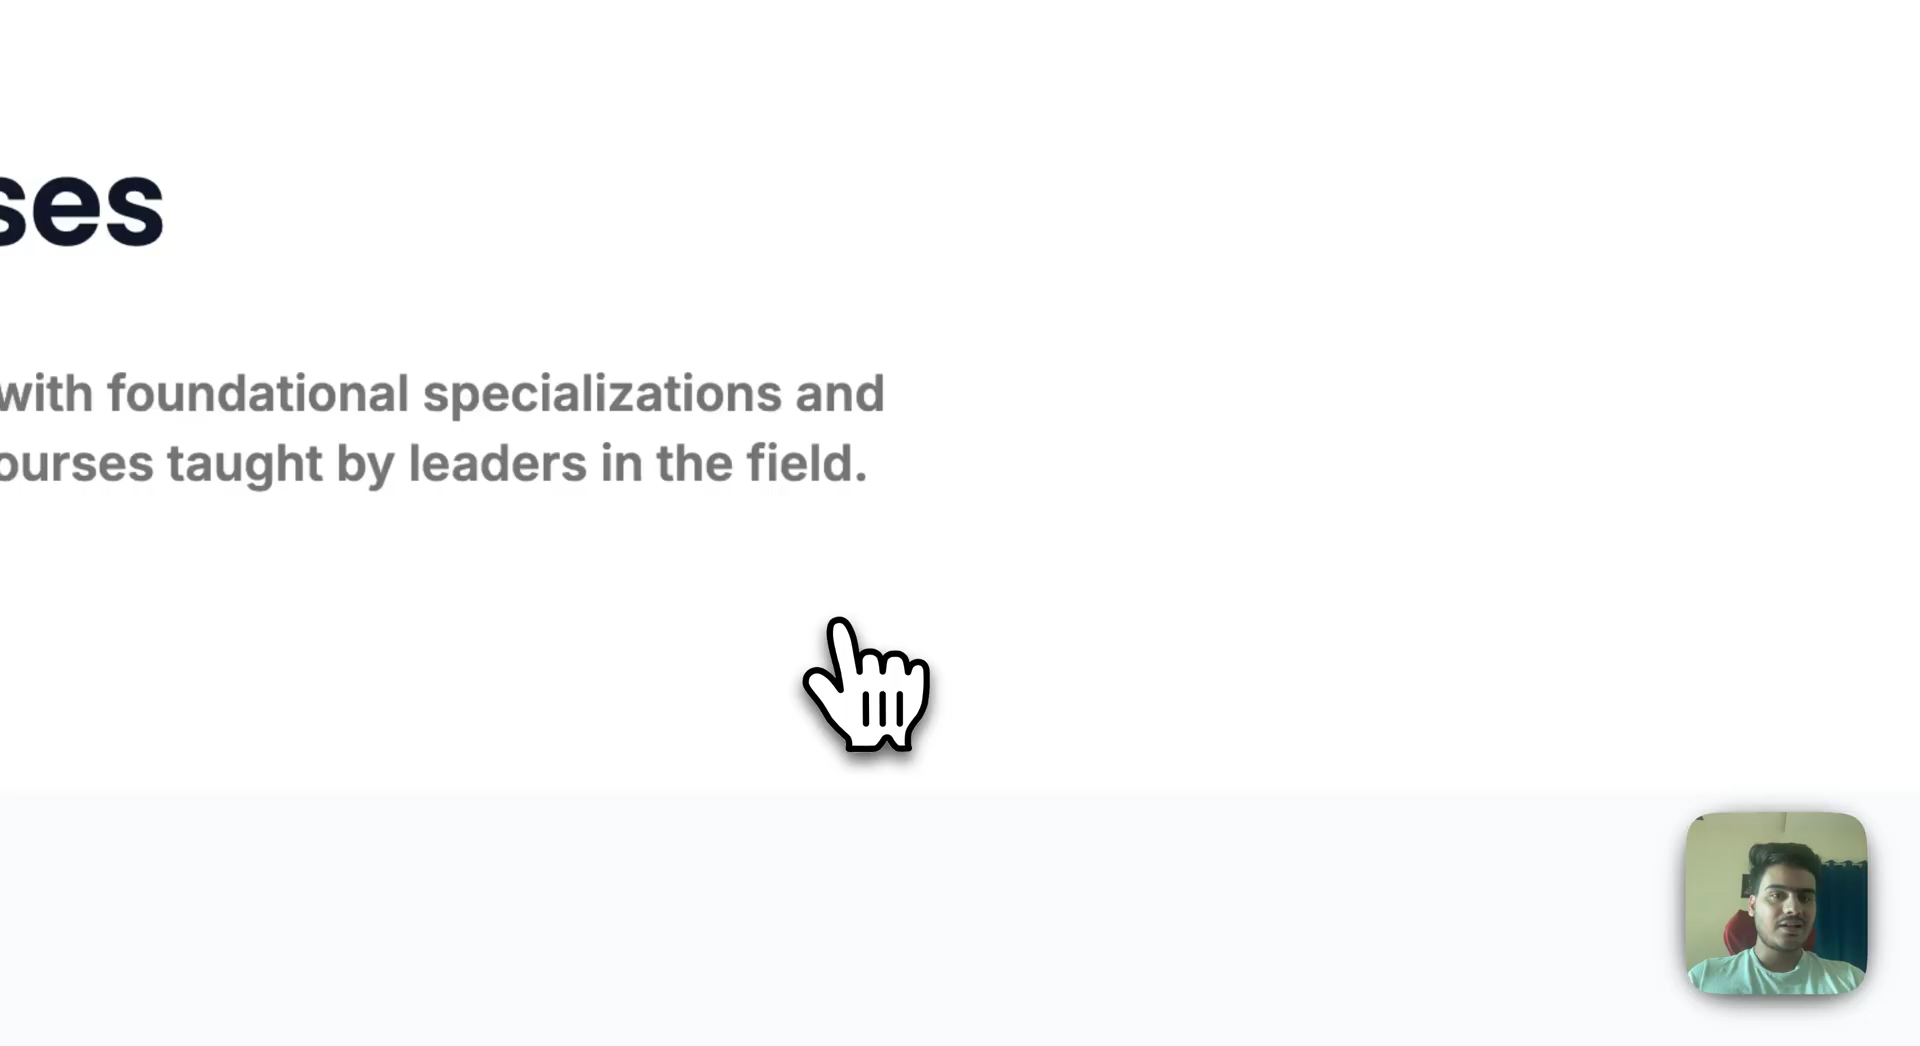 ses
with foundational specializations and
ourses taught by leaders in the field.